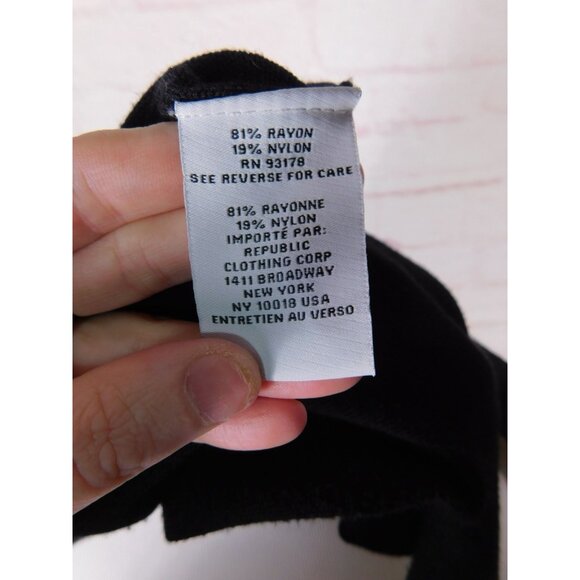 81% RAYON
19% NYLON
RN 93178
SEE REVERSE FOR CARE
81% RAYONNE
19% NYLON
IMPORTÉ PAR:
REPUBLIC
CLOTHING CORP
1411 BROADWAY
NEW YORK
NY 10018 USA
ENTRETIEN AU VERSO